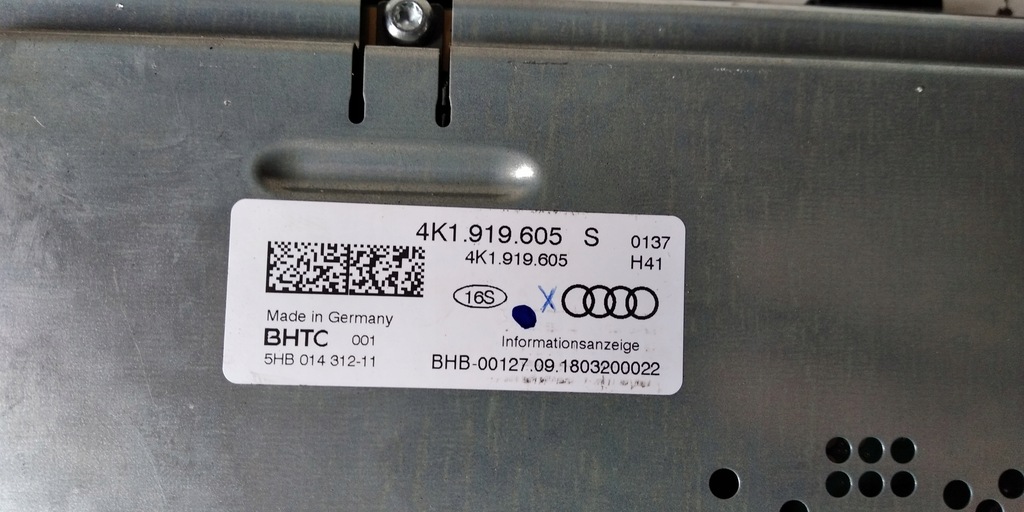 4K1.919.605 S 0137
4K1.919.605 H41
16S X
Made in Germany
BHTC 001
Informationsanzeige
5HB 014 312-11
BHB-00127.09.1803200022